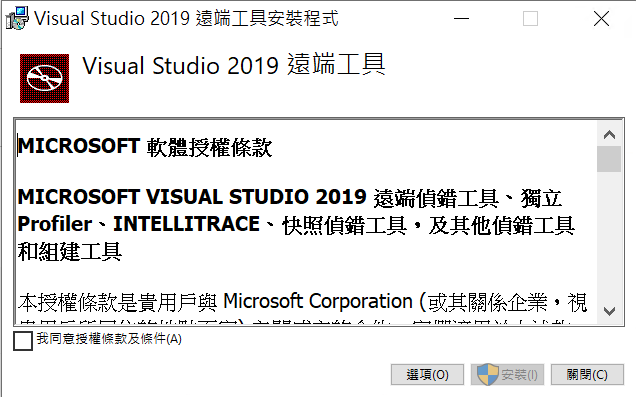 Visual Studio 2019 遠端工具安裝程式
Visual Studio 2019 遠端工具
MICROSOFT 軟體授權條款
MICROSOFT VISUAL STUDIO 2019 遠端偵錯工具、獨立
Profiler、INTELLITRACE、快照偵錯工具，及其他偵錯工具
和組建工具
本授權條款是貴用戶與 Microsoft Corporation (或其關係企業，視
我同意授權條款及條件(A)
選項(O)
安裝(I)
關閉(C)